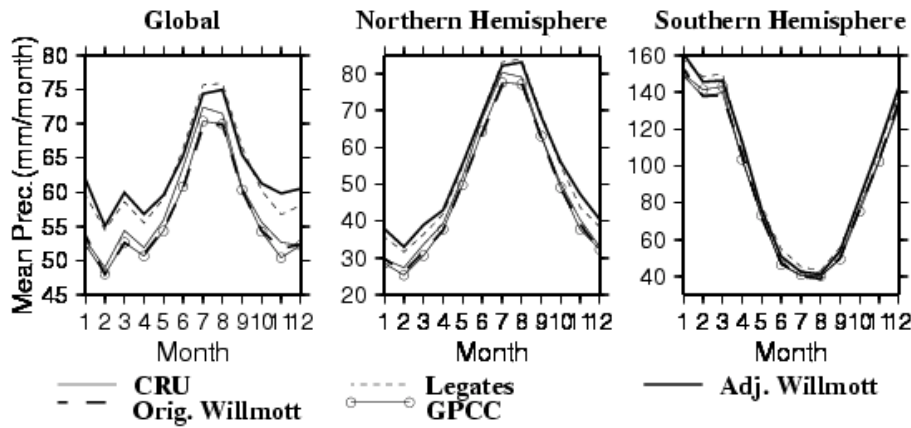 Global
Northern Hemisphere
Southern Hemisphere
Mean Prec.(mm/month)
80
75
70
65
60
55
50
45
1 2 3 4 5 6 7 8 9 10 11 12
Month
80
70
60
50
40
30
20
1 2 3 4 5 6 7 8 9 10 11 12
Month
160
140
120
100
80
60
40
1 2 3 4 5 6 7 8 9 10 11 12
Month
CRU
Legates
Adj. Willmott
Orig. Willmott
GPCC